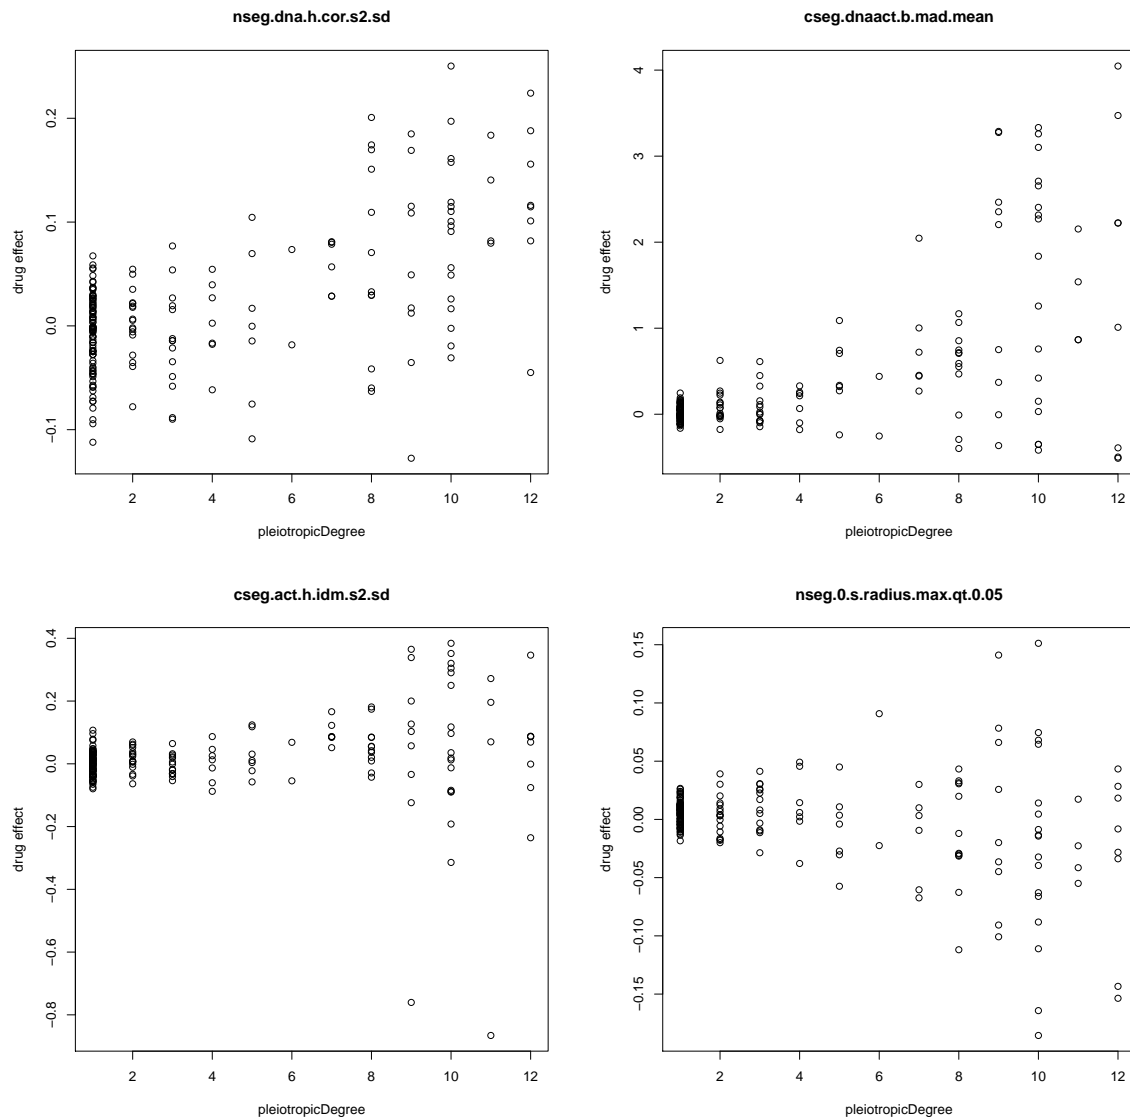 nseg.dna.h.cor.s2.sd
drug effect
0.2
0.1
0.0
−0.1
2 4 6 8 10 12
pleiotropicDegree
cseg.dnaact.b.mad.mean
drug effect
4
3
2
1
0
2 4 6 8 10 12
pleiotropicDegree
cseg.act.h.idm.s2.sd
drug effect
0.4
0.2
0.0
−0.2
−0.4
−0.6
−0.8
2 4 6 8 10 12
pleiotropicDegree
nseg.0.s.radius.max.qt.0.05
drug effect
0.15
0.10
0.05
0.00
−0.05
−0.10
−0.15
2 4 6 8 10 12
pleiotropicDegree